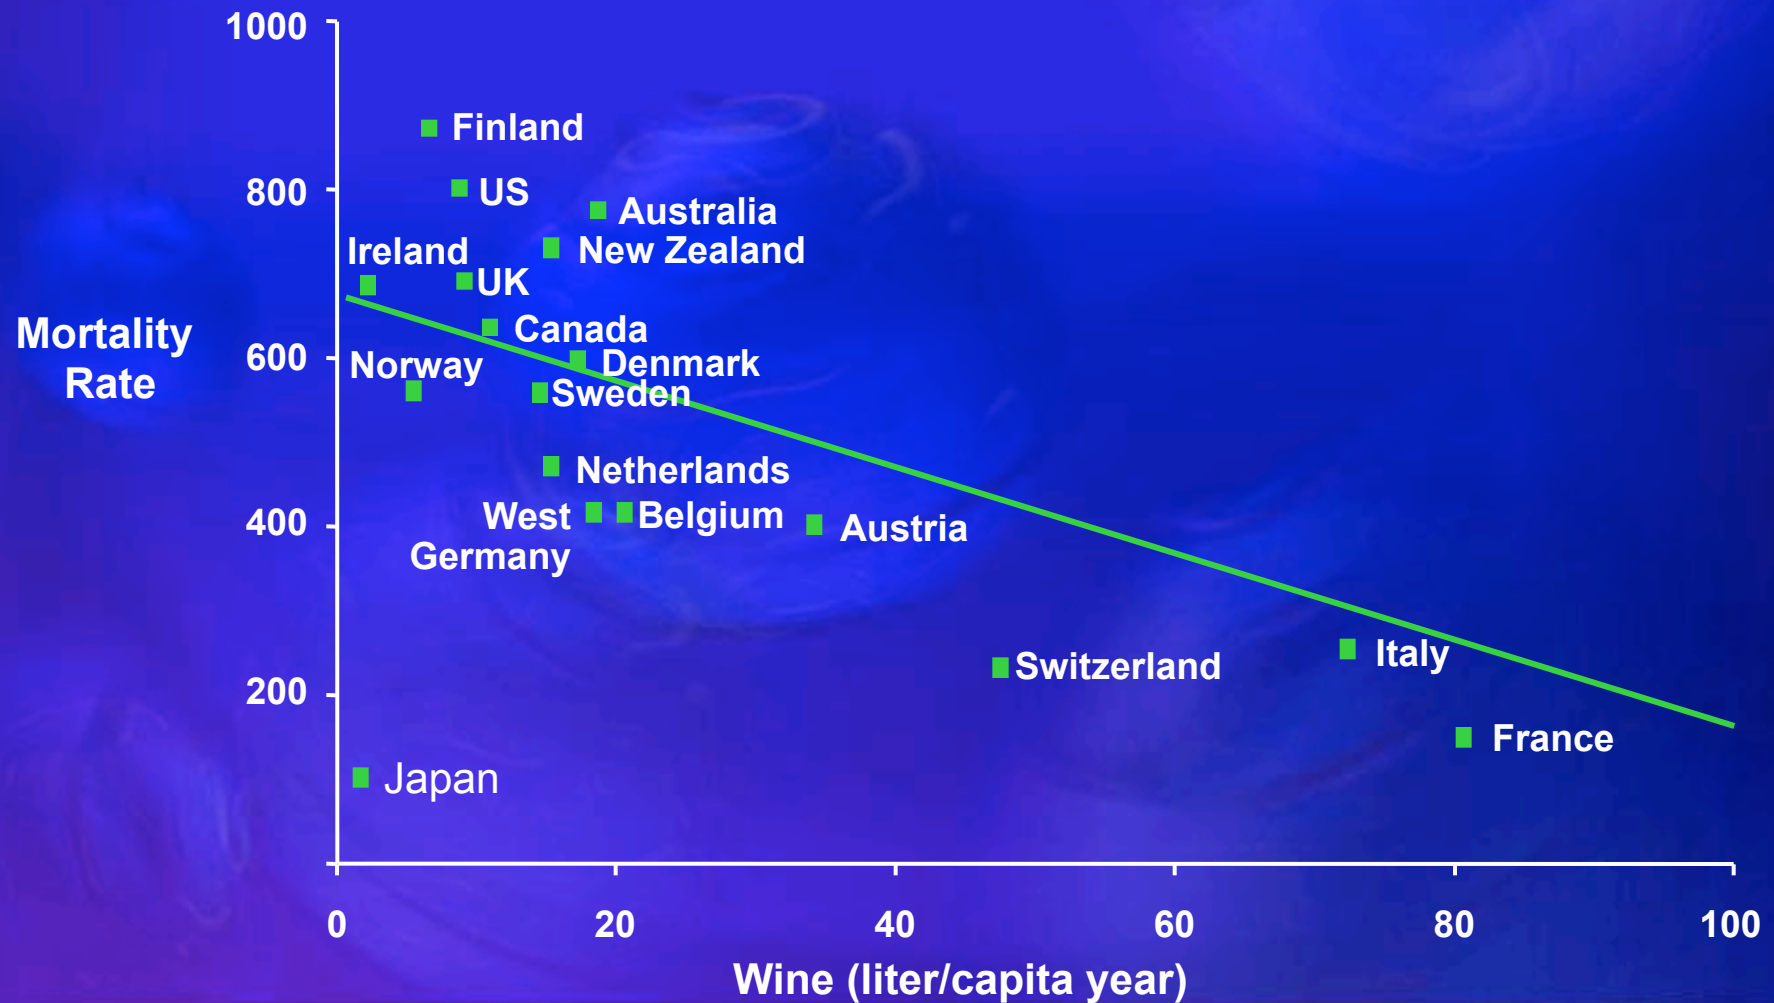 1000
Finland
800
US
Australia
Ireland
New Zealand
UK
Mortality
Rate
Canada
600
Norway
Denmark
Sweden
Netherlands
400
West
Germany
Belgium
Austria
200
Switzerland
Italy
France
Japan
0 20 40 60 80 100
Wine (liter/capita year)